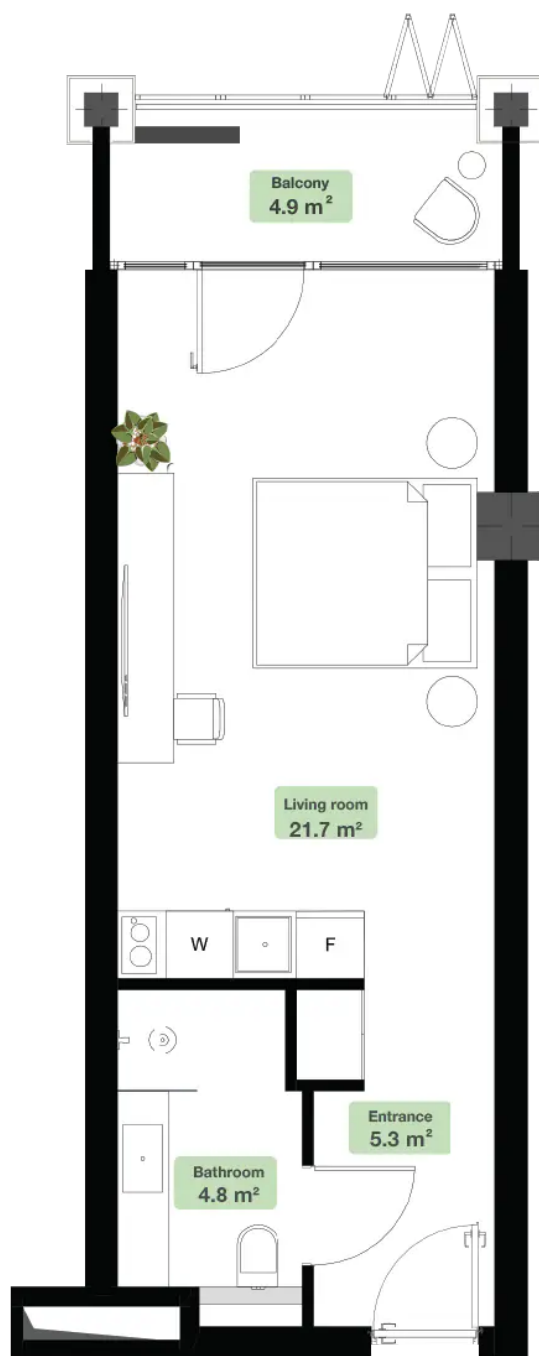 Balcony
4.9 m²
Living room
21.7 m²
W
F
Entrance
5.3 m²
Bathroom
4.8 m²